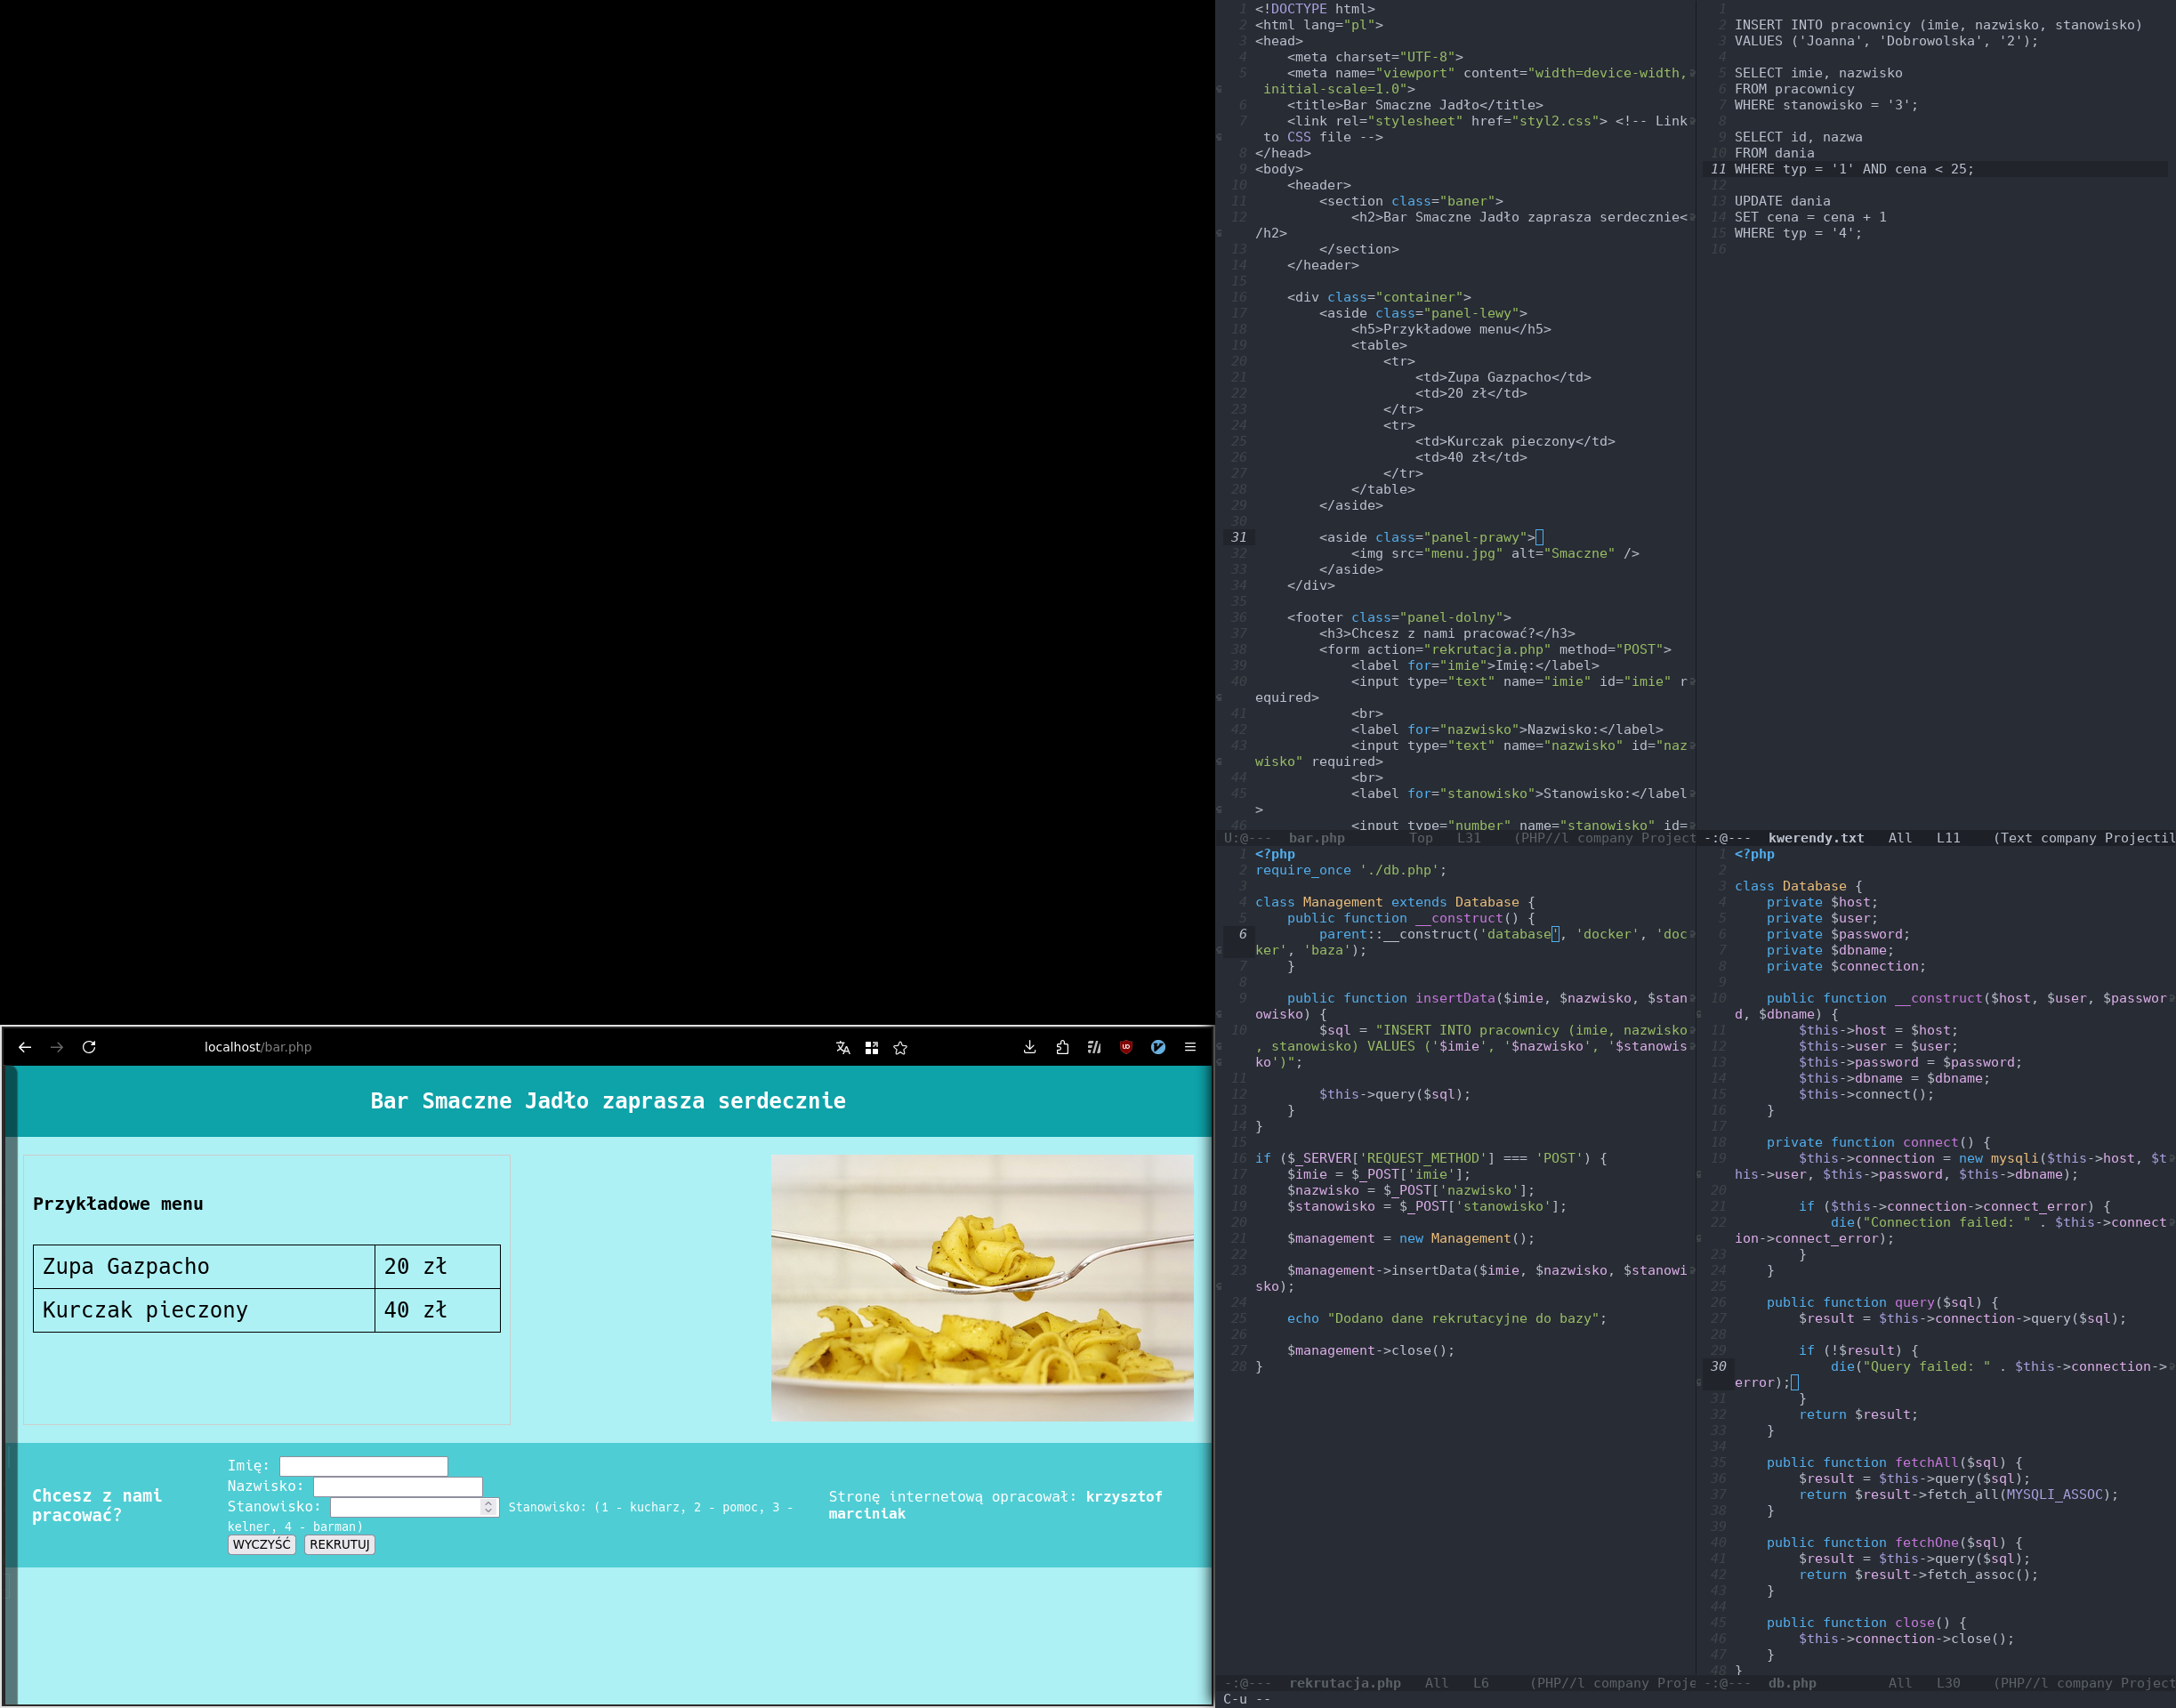 localhost/bar.php
Bar Smaczne Jadło zaprasza serdecznie
Przykładowe menu
Zupa Gazpacho 20 zł
Kurczak pieczony 40 zł
Chcesz z nami
pracować?
Imię:
Nazwisko:
Stanowisko: Stanowisko: (1 - kucharz, 2 - pomoc, 3 -
kelner, 4 - barman)
WYCZYŚĆ REKRUTUJ
Stronę internetową opracował: krzysztof
marciniak
1 <!DOCTYPE html>
2 <html lang="pl">
3 <head>
4 <meta charset="UTF-8">
5 <meta name="viewport" content="width=device-width,
initial-scale=1.0">
6 <title>Bar Smaczne Jadło</title>
7 <link rel="stylesheet" href="styl2.css"> <!-- Link
to CSS file -->
8 </head>
9 <body>
10 <header>
11 <section class="baner">
12 <h2>Bar Smaczne Jadło zaprasza serdecznie<
/h2>
13 </section>
14 </header>
15
16 <div class="container">
17 <aside class="panel-lewy">
18 <h5>Przykładowe menu</h5>
19 <table>
20 <tr>
21 <td>Zupa Gazpacho</td>
22 <td>20 zł</td>
23 </tr>
24 <tr>
25 <td>Kurczak pieczony</td>
26 <td>40 zł</td>
27 </tr>
28 </table>
29 </aside>
30
31 <aside class="panel-prawy">
32 <img src="menu.jpg" alt="Smaczne" />
33 </aside>
34 </div>
35
36 <footer class="panel-dolny">
37 <h3>Chcesz z nami pracować?</h3>
38 <form action="rekrutacja.php" method="POST">
39 <label for="imie">Imię:</label>
40 <input type="text" name="imie" id="imie" r
equired>
41 <br>
42 <label for="nazwisko">Nazwisko:</label>
43 <input type="text" name="nazwisko" id="naz
wisko" required>
44 <br>
45 <label for="stanowisko">Stanowisko:</label
>
46 <input type="number" name="stanowisko" id=
U:@--- bar.php Top L31 (PHP//l company Project
1
2 INSERT INTO pracownicy (imie, nazwisko, stanowisko)
3 VALUES ('Joanna', 'Dobrowolska', '2');
4
5 SELECT imie, nazwisko
6 FROM pracownicy
7 WHERE stanowisko = '3';
8
9 SELECT id, nazwa
10 FROM dania
11 WHERE typ = '1' AND cena < 25;
12
13 UPDATE dania
14 SET cena = cena + 1
15 WHERE typ = '4';
16
-:@--- kwerendy.txt All L11 (Text company Projectil
1 <?php
2 require_once './db.php';
3
4 class Management extends Database {
5 public function __construct() {
6 parent::__construct('database', 'docker', 'doc
ker', 'baza');
7 }
8
9 public function insertData($imie, $nazwisko, $stan
owisko) {
10 $sql = "INSERT INTO pracownicy (imie, nazwisko
, stanowisko) VALUES ('$imie', '$nazwisko', '$stanowis
ko')";
11
12 $this->query($sql);
13 }
14 }
15
16 if ($_SERVER['REQUEST_METHOD'] === 'POST') {
17 $imie = $_POST['imie'];
18 $nazwisko = $_POST['nazwisko'];
19 $stanowisko = $_POST['stanowisko'];
20
21 $management = new Management();
22
23 $management->insertData($imie, $nazwisko, $stanowi
sko);
24
25 echo "Dodano dane rekrutacyjne do bazy";
26
27 $management->close();
28 }
-:@--- rekrutacja.php All L6 (PHP//l company Proje
1 <?php
2
3 class Database {
4 private $host;
5 private $user;
6 private $password;
7 private $dbname;
8 private $connection;
9
10 public function __construct($host, $user, $passwor
d, $dbname) {
11 $this->host = $host;
12 $this->user = $user;
13 $this->password = $password;
14 $this->dbname = $dbname;
15 $this->connect();
16 }
17
18 private function connect() {
19 $this->connection = new mysqli($this->host, $t
his->user, $this->password, $this->dbname);
20
21 if ($this->connection->connect_error) {
22 die("Connection failed: " . $this->connect
ion->connect_error);
23 }
24 }
25
26 public function query($sql) {
27 $result = $this->connection->query($sql);
28
29 if (!$result) {
30 die("Query failed: " . $this->connection->
error);
31 }
32 return $result;
33 }
34
35 public function fetchAll($sql) {
36 $result = $this->query($sql);
37 return $result->fetch_all(MYSQLI_ASSOC);
38 }
39
40 public function fetchOne($sql) {
41 $result = $this->query($sql);
42 return $result->fetch_assoc();
43 }
44
45 public function close() {
46 $this->connection->close();
47 }
48 }
-:@--- db.php All L30 (PHP//l company Project
C-u --